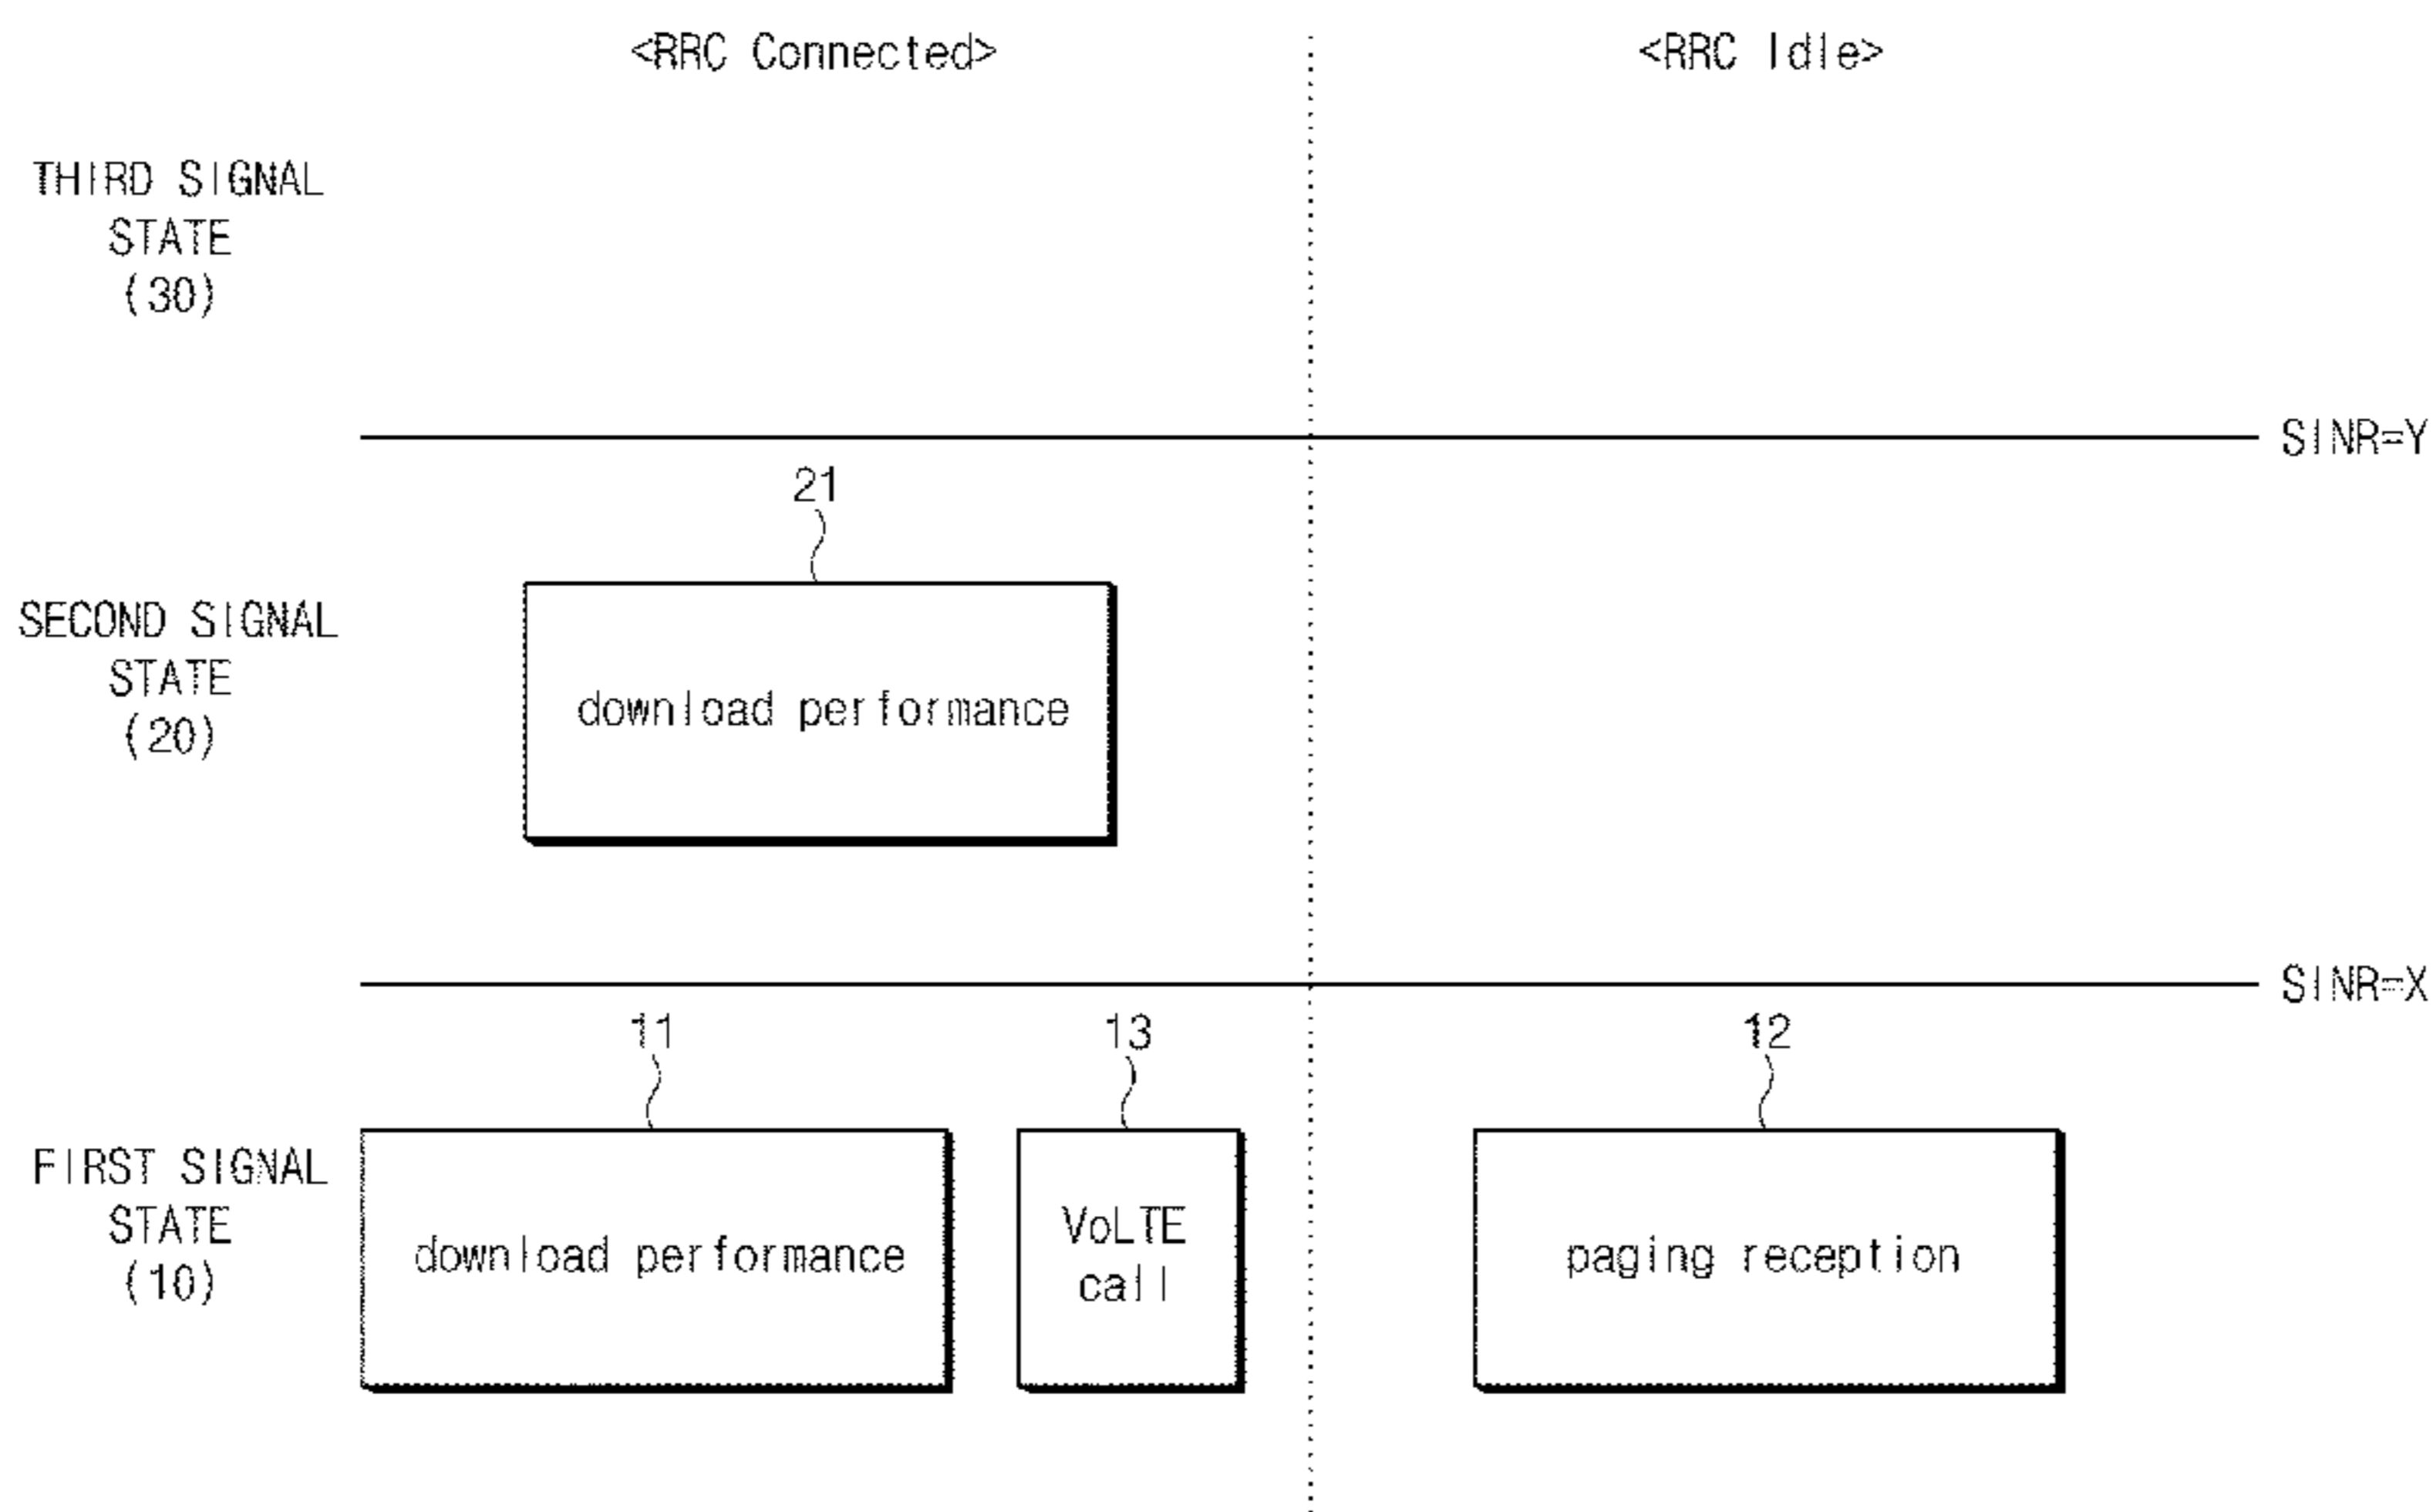 <RRC Connected>
<RRC Idle>
THIRD SIGNAL
STATE
(30)
SINR=Y
21
SECOND SIGNAL
STATE
(20)
download performance
SINR=X
11
13
12
FIRST SIGNAL
STATE
(10)
download performance
VoLTE
call
paging reception